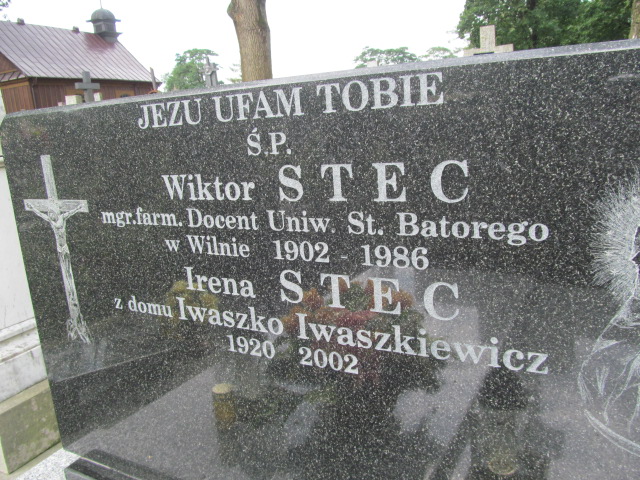 JEZU UFAM TOBIE
Ś.P.
Wiktor STEC
mgr.farm. Docent Uniw. St. Batorego
w Wilnie 1902 - 1986
Irena STEC
z domu Iwaszko Iwaszkiewicz
1920 2002